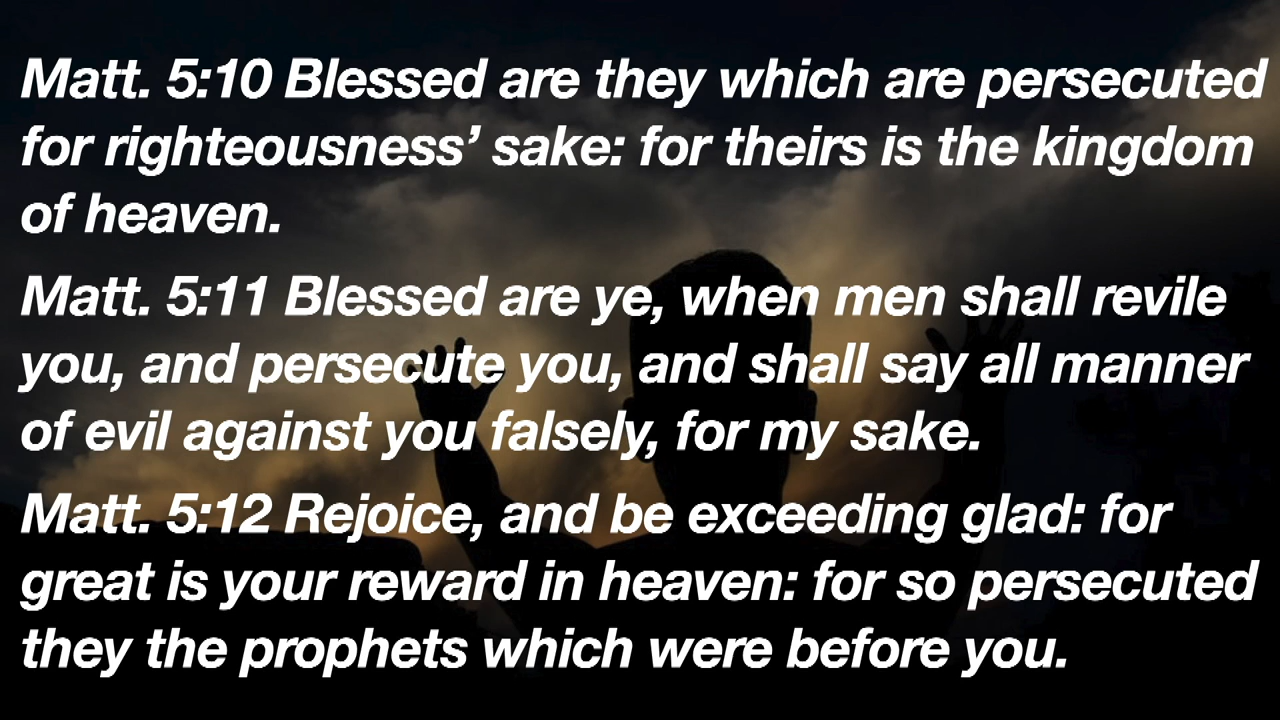 Matt. 5:10 Blessed are they which are persecuted
for righteousness’ sake: for theirs is the kingdom
of heaven.
Matt. 5:11 Blessed are ye, when men shall revile
you, and persecute you, and shall say all manner
of evil against you falsely, for my sake.
Matt. 5:12 Rejoice, and be exceeding glad: for
great is your reward in heaven: for so persecuted
they the prophets which were before you.